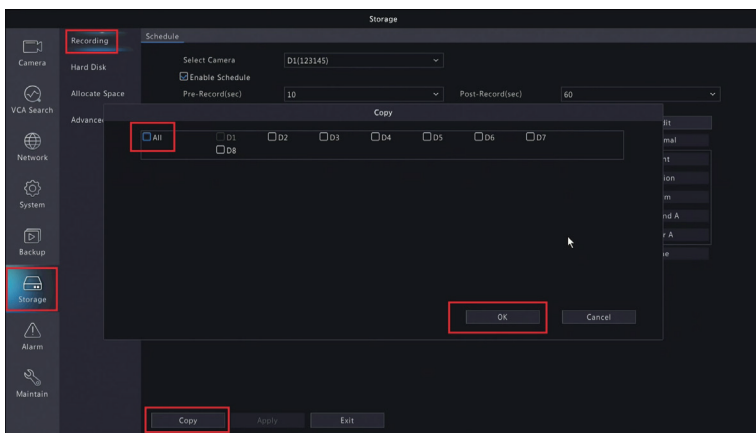 Storage
Camera
VCA Search
Network
System
Backup
Storage
Alarm
Maintain
Recording
Hard Disk
Allocate Space
Advance
Schedule
Select Camera D1(123145)
Enable Schedule
Pre-Record(sec) 10 Post-Record(sec) 60
Copy
All D1 D2 D3 D4 D5 D6 D7
D8
OK Cancel
nd A
Copy Apply Exit